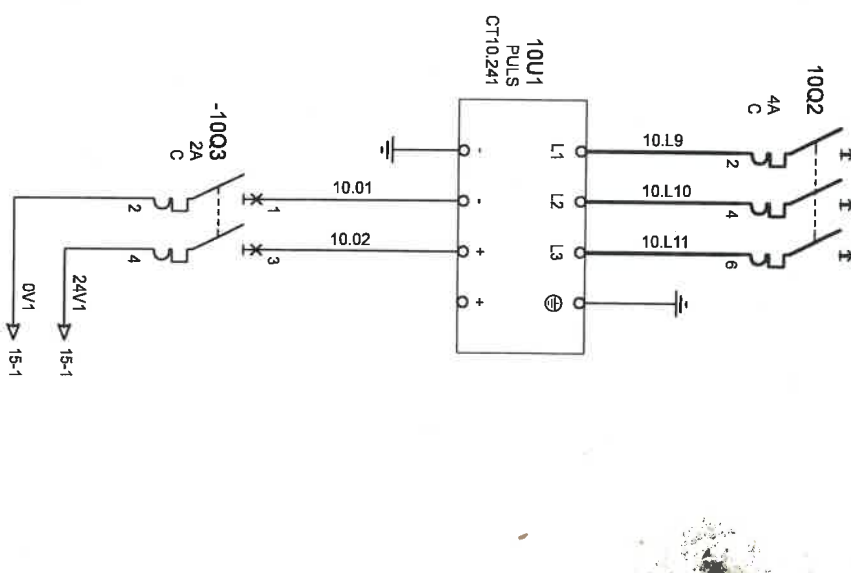 10Q2
4A
C
2
4
6
10.L9
10.L10
10.L11
10U1
PULS
CT10.241
L1
L2
L3
-
-
+
+
10.01
10.02
-10Q3
2A
C
1
3
2
4
0V1
24V1
15-1
15-1